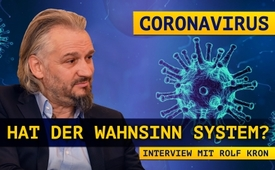 CORONAVIRUS
HAT DER WAHNSINN SYSTEM?
INTERVIEW MIT ROLF KRON